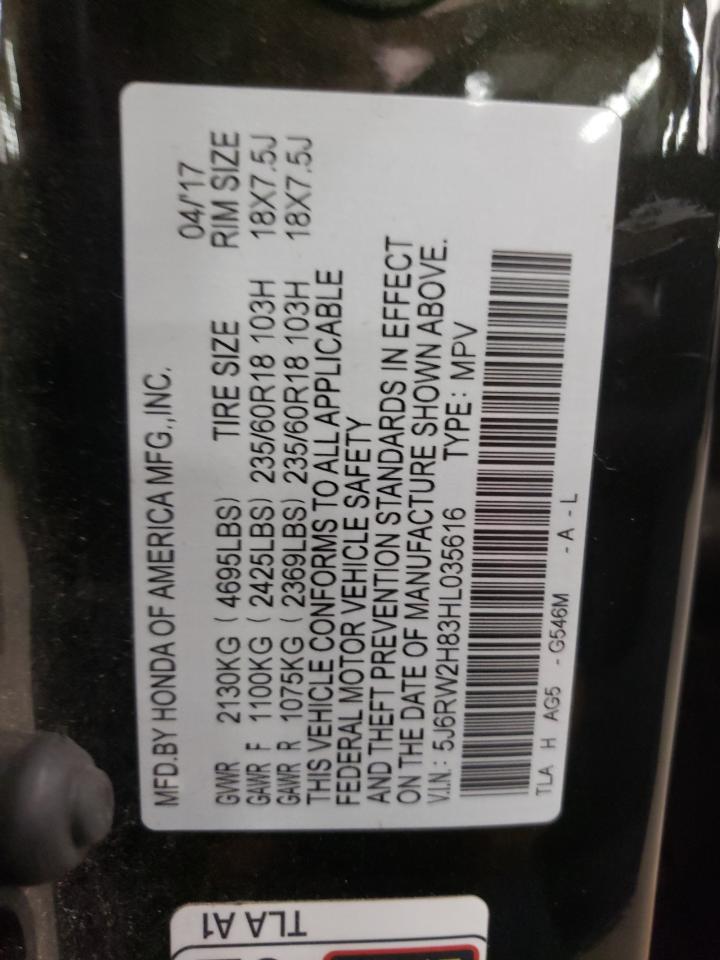 MFD.BY HONDA OF AMERICA MFG.,INC. 04/'17
GVWR 2130KG ( 4695LBS) TIRE SIZE RIM SIZE
GAWR F 1100KG ( 2425LBS) 235/60R18 103H 18X7.5J
GAWR R 1075KG ( 2369LBS) 235/60R18 103H 18X7.5J
THIS VEHICLE CONFORMS TO ALL APPLICABLE
FEDERAL MOTOR VEHICLE SAFETY
AND THEFT PREVENTION STANDARDS IN EFFECT
ON THE DATE OF MANUFACTURE SHOWN ABOVE.
V.I.N.: 5J6RW2H83HL035616 TYPE: MPV
TLA H AG5 - G546M - A - L
TLA A1